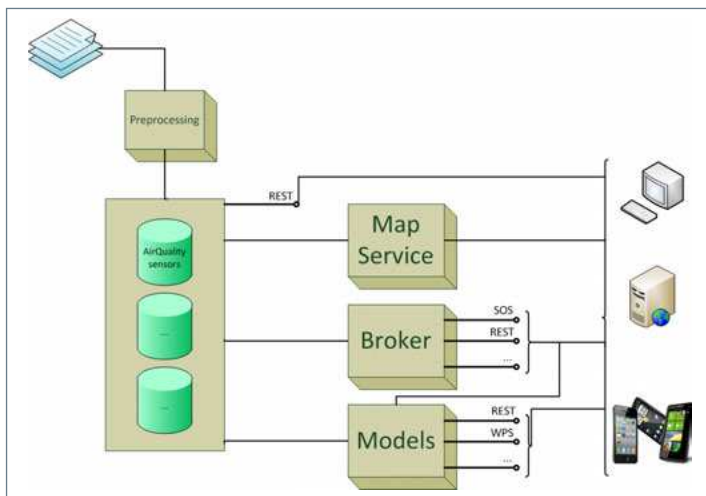 Preprocessing
REST
AirQuality
sensors
....
...
Map
Service
Broker
SOS
REST
...
Models
REST
WPS
...